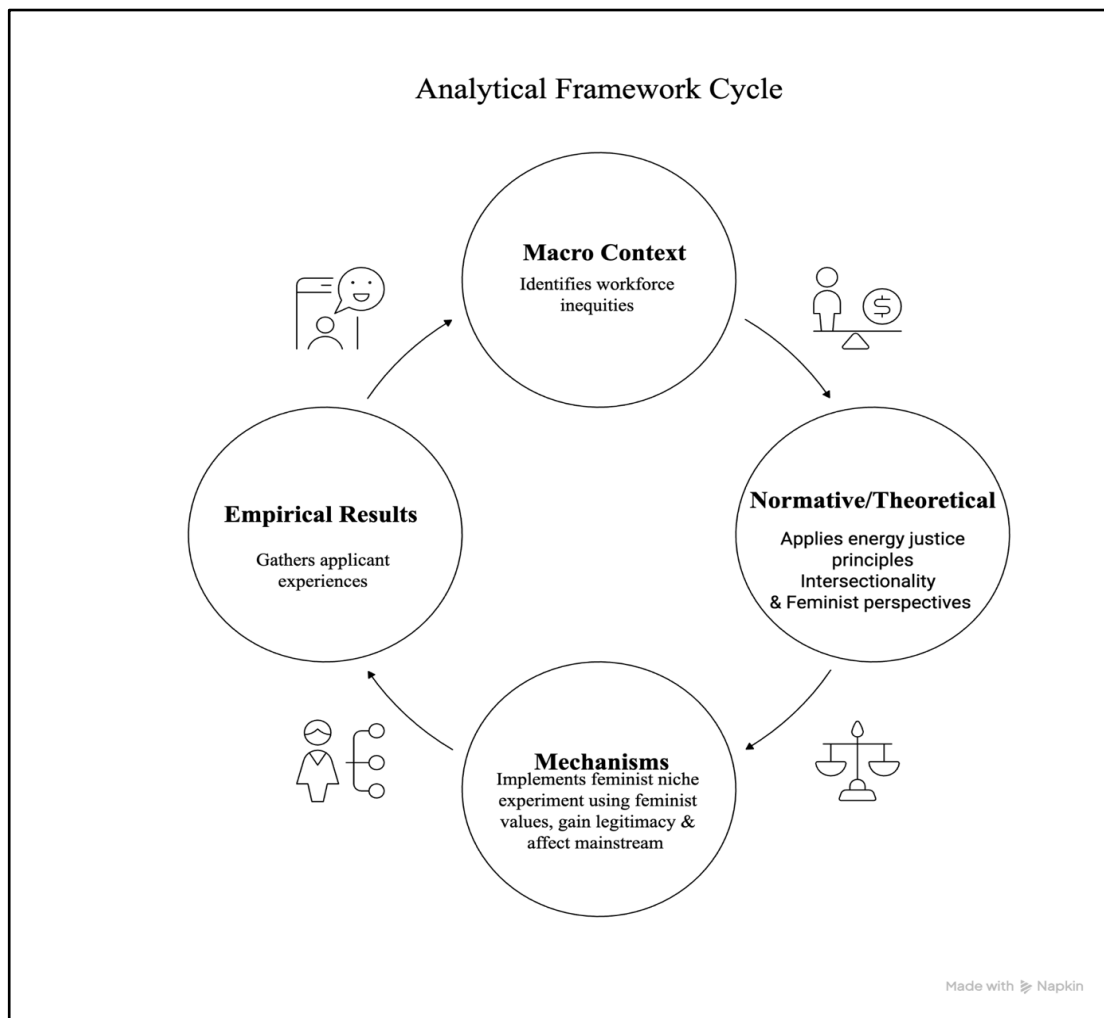 Analytical Framework Cycle
Macro Context
Identifies workforce
inequities
$
Normative/Theoretical
Applies energy justice
principles
Intersectionality
& Feminist perspectives
Mechanisms
Implements feminist niche
experiment using feminist
values, gain legitimacy &
affect mainstream
Empirical Results
Gathers applicant
experiences
Made with Napkin